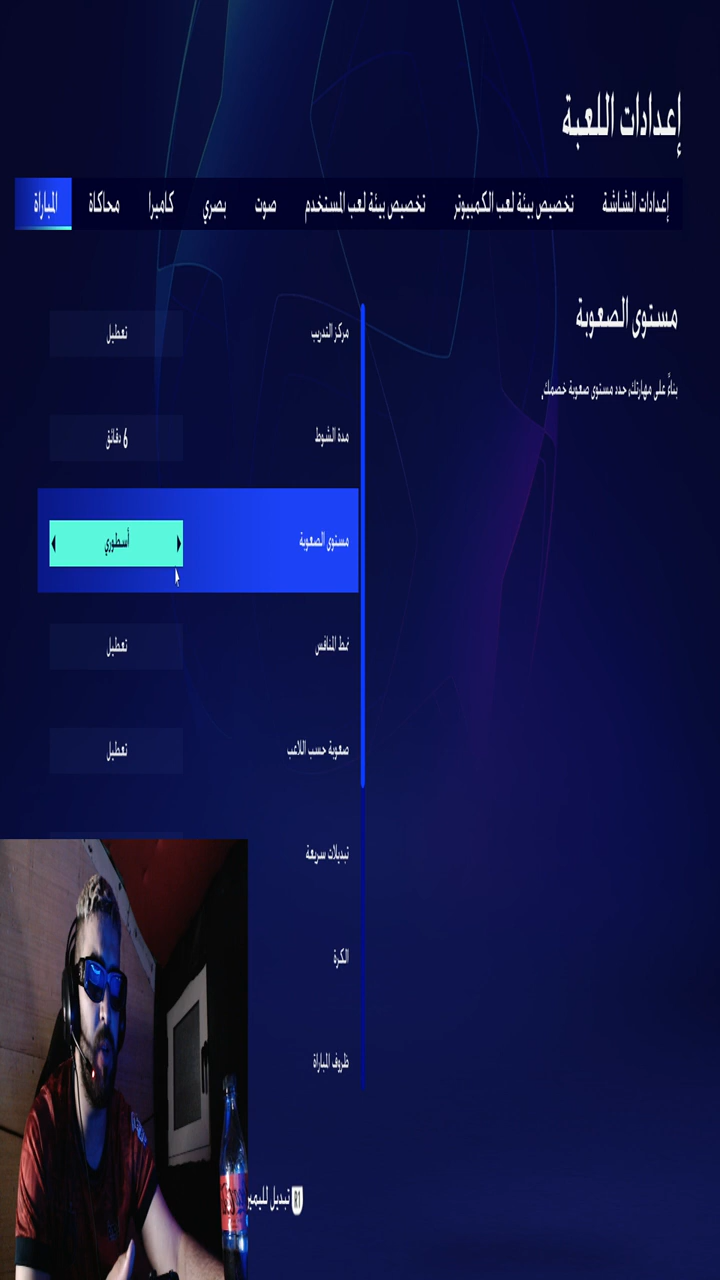 إعدادات اللعبة
إعدادات الشاشة تخصيص بيئة لعب الكمبيوتر تخصيص بيئة لعب المستخدم صوت بصري كاميرا محاكاة المباراة
مستوى الصعوبة
بناءً على مهارتك، حدد مستوى صعوبة خصمك.
مركز التدريب تعطيل
مدة الشوط 6 دقائق
مستوى الصعوبة أسطوري
نمط المنافس تعطيل
صعوبة حسب اللاعب تعطيل
تبديلات سريعة
الكرة
ظروف المباراة
R1 تبديل لليمين